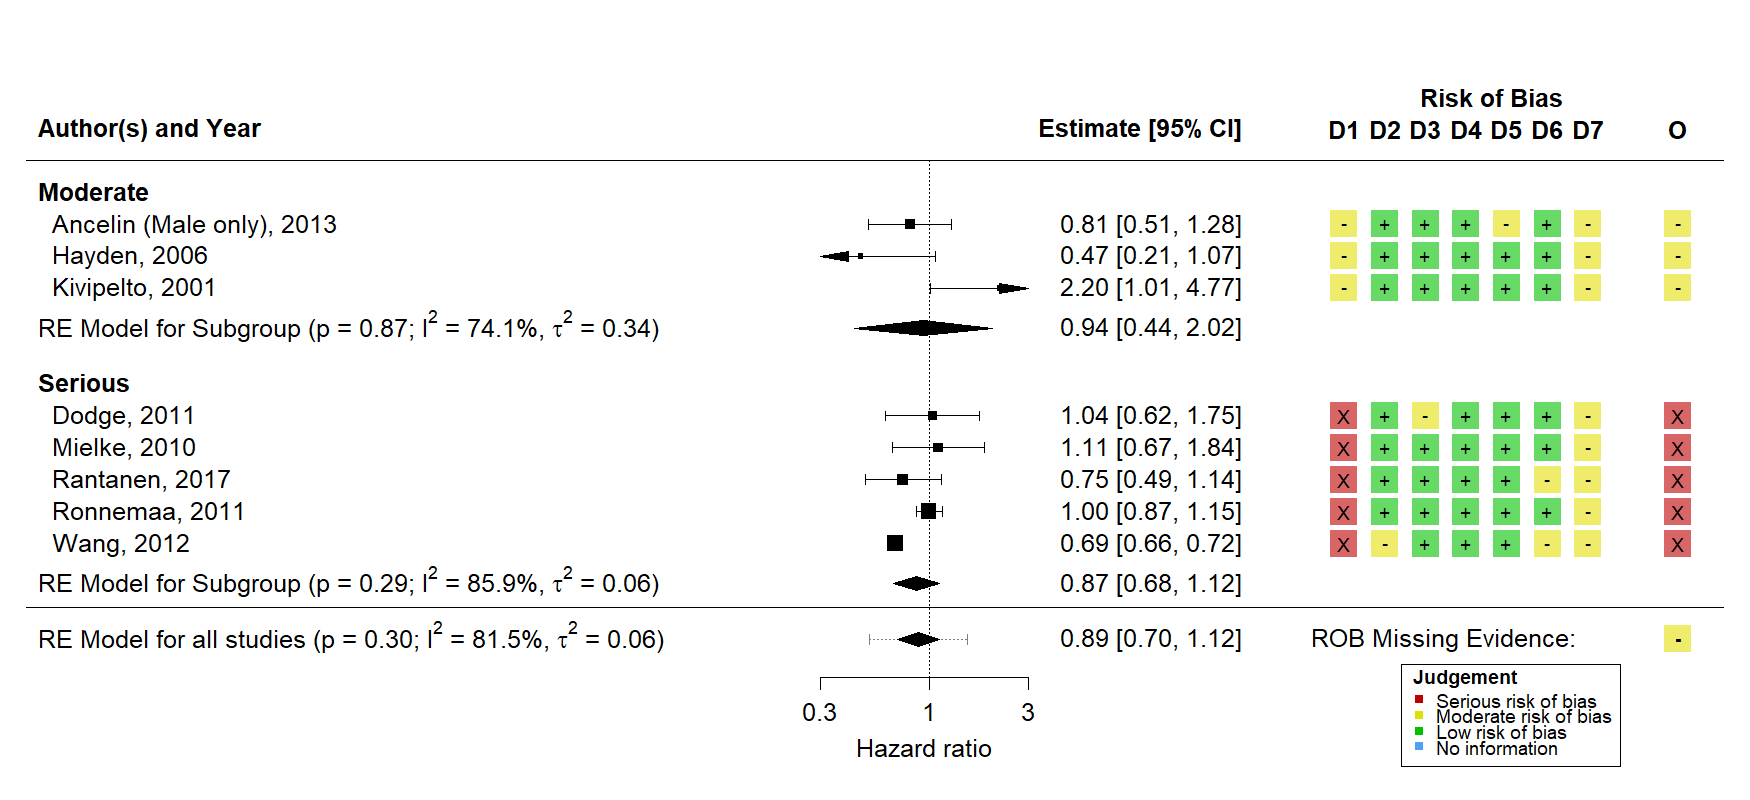 Risk of Bias
Author(s) and Year Estimate [95% CI] D1 D2 D3 D4 D5 D6 D7 O
Moderate
Ancelin (Male only), 2013 0.81 [0.51, 1.28] - + + + - + - -
Hayden, 2006 0.47 [0.21, 1.07] - + + + + + - -
Kivipelto, 2001 2.20 [1.01, 4.77] - + + + + + - -
RE Model for Subgroup (p = 0.87; I² = 74.1%, τ² = 0.34) 0.94 [0.44, 2.02]
Serious
Dodge, 2011 1.04 [0.62, 1.75] X + - + + + - X
Mielke, 2010 1.11 [0.67, 1.84] X + + + + + - X
Rantanen, 2017 0.75 [0.49, 1.14] X + + + + - - X
Ronnemaa, 2011 1.00 [0.87, 1.15] X + + + + + - X
Wang, 2012 0.69 [0.66, 0.72] X - + + + - - X
RE Model for Subgroup (p = 0.29; I² = 85.9%, τ² = 0.06) 0.87 [0.68, 1.12]
RE Model for all studies (p = 0.30; I² = 81.5%, τ² = 0.06) 0.89 [0.70, 1.12] ROB Missing Evidence: -
0.3 1 3
Hazard ratio
Judgement
Serious risk of bias
Moderate risk of bias
Low risk of bias
No information